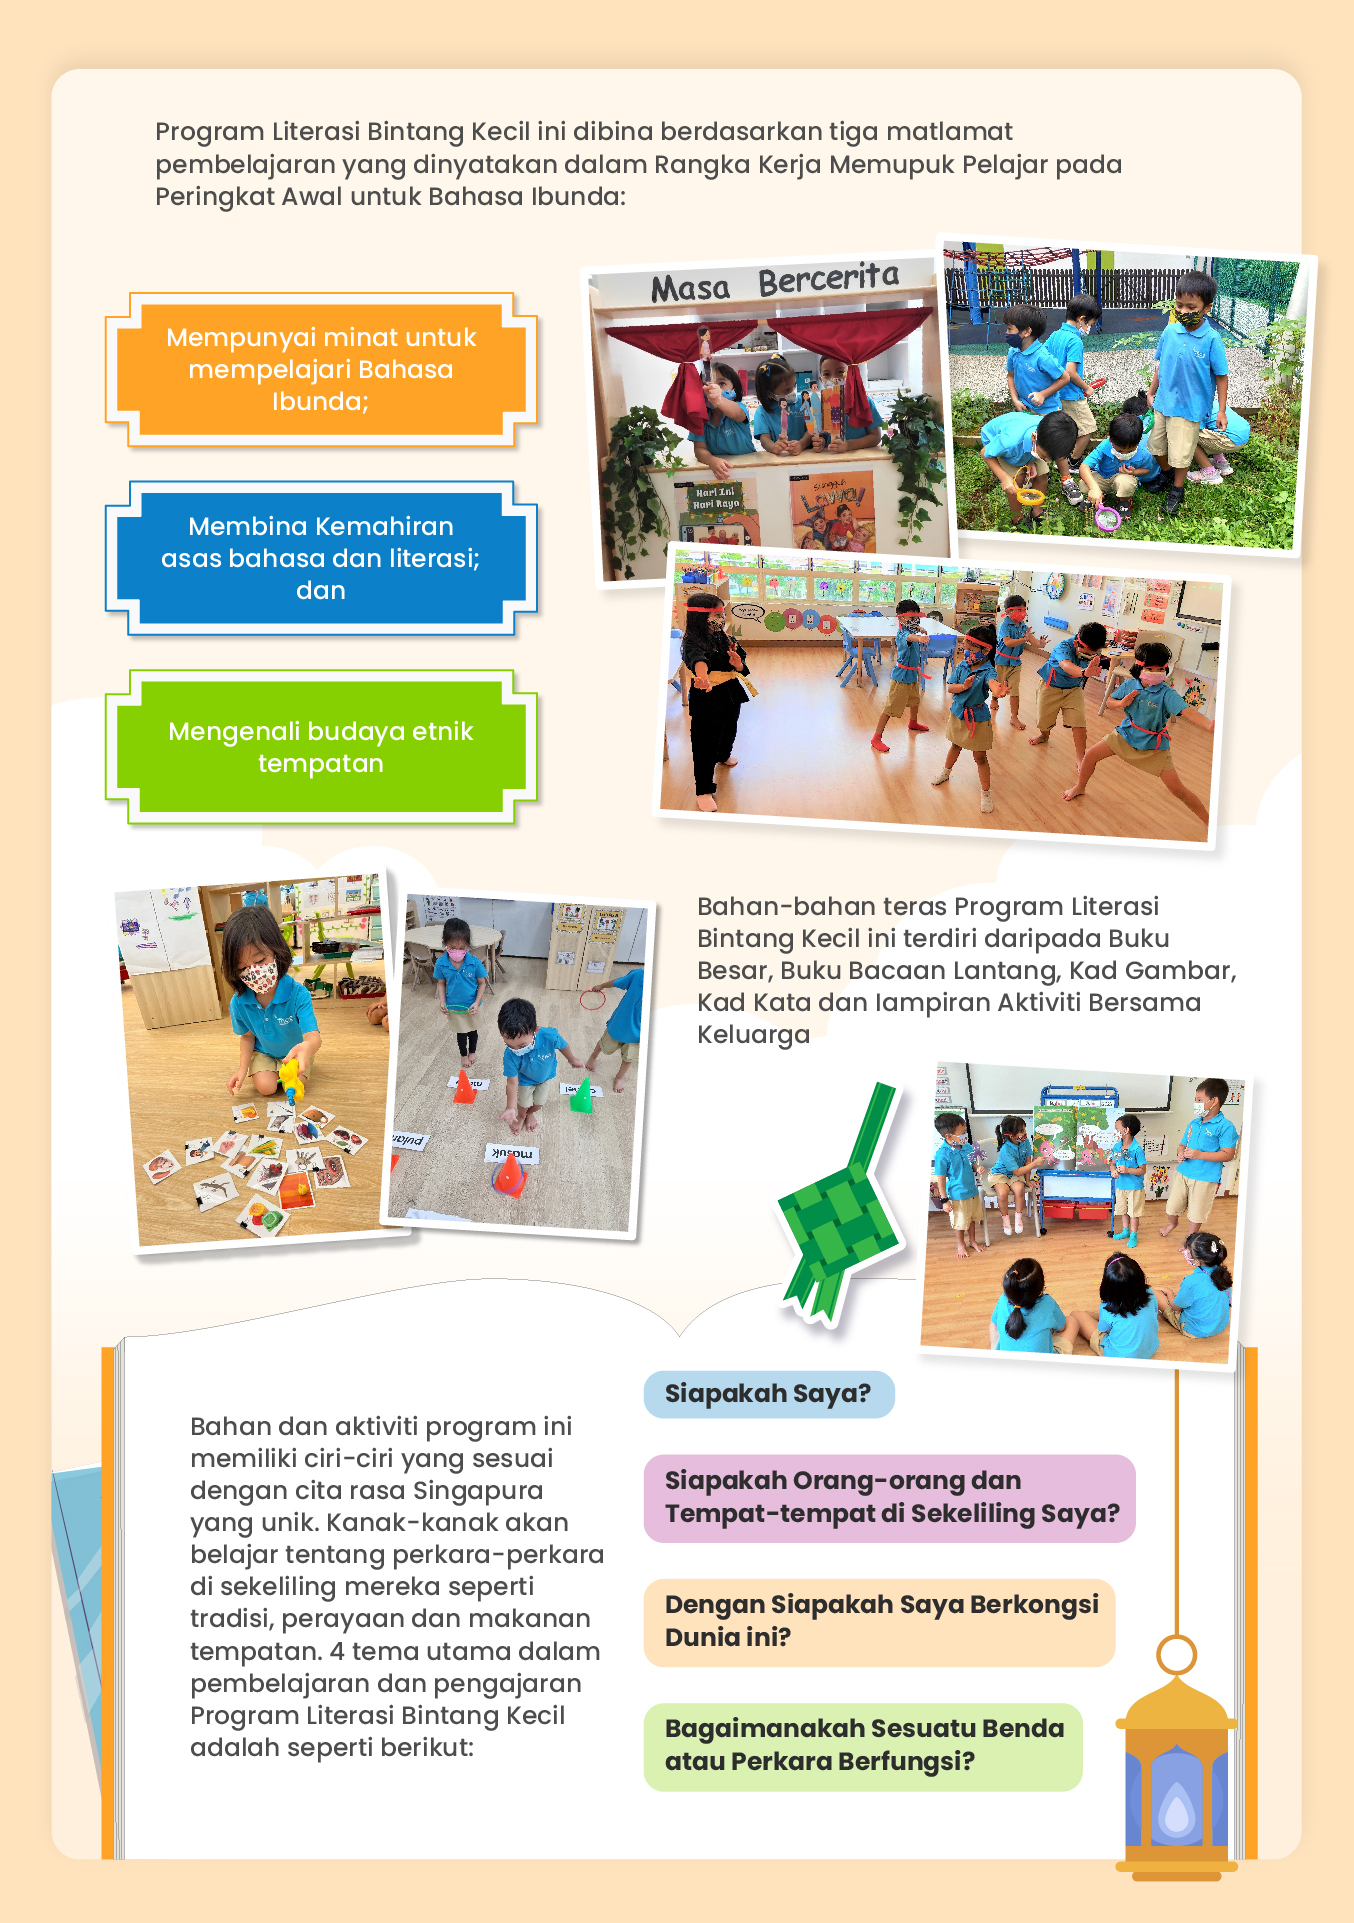 Program Literasi Bintang Kecil ini dibina berdasarkan tiga matlamat
pembelajaran yang dinyatakan dalam Rangka Kerja Memupuk Pelajar pada
Peringkat Awal untuk Bahasa Ibunda:
Mempunyai minat untuk
mempelajari Bahasa
Ibunda;
Membina Kemahiran
asas bahasa dan literasi;
dan
Mengenali budaya etnik
tempatan
Masa Bercerita
Hari Ini
Hari Raya
Sungguh
Lawa!
masuk
Bahan-bahan teras Program Literasi
Bintang Kecil ini terdiri daripada Buku
Besar, Buku Bacaan Lantang, Kad Gambar,
Kad Kata dan Iampiran Aktiviti Bersama
Keluarga
Bahan dan aktiviti program ini
memiliki ciri-ciri yang sesuai
dengan cita rasa Singapura
yang unik. Kanak-kanak akan
belajar tentang perkara-perkara
di sekeliling mereka seperti
tradisi, perayaan dan makanan
tempatan. 4 tema utama dalam
pembelajaran dan pengajaran
Program Literasi Bintang Kecil
adalah seperti berikut:
Siapakah Saya?
Siapakah Orang-orang dan
Tempat-tempat di Sekeliling Saya?
Dengan Siapakah Saya Berkongsi
Dunia ini?
Bagaimanakah Sesuatu Benda
atau Perkara Berfungsi?